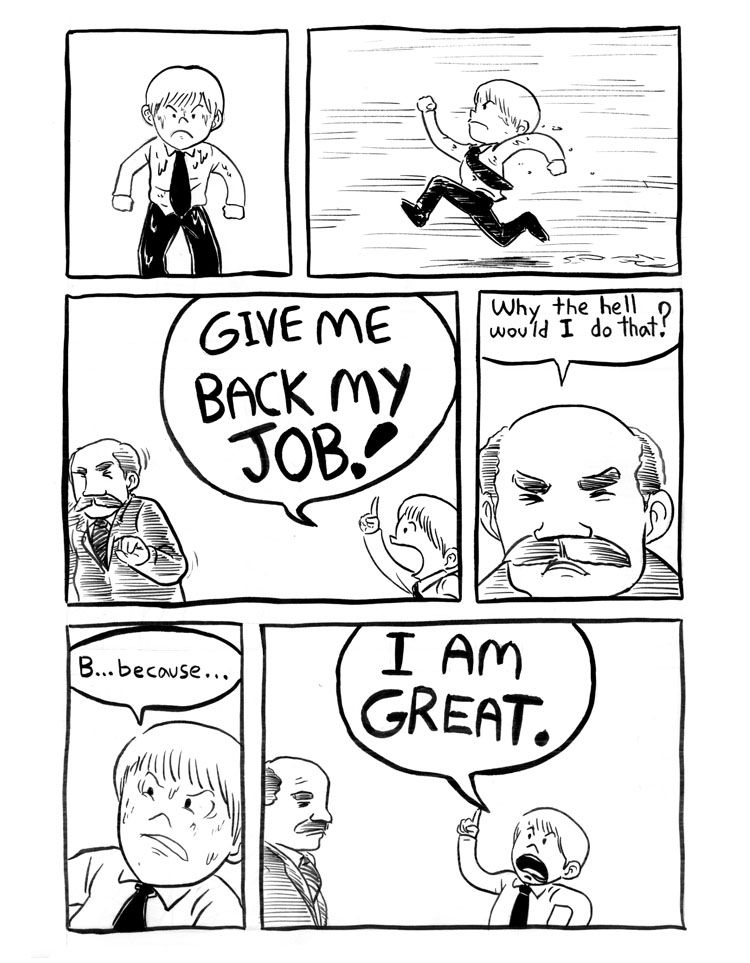 GIVE ME
BACK MY
JOB!
Why the hell
would I do that?
B...because...
I AM
GREAT.